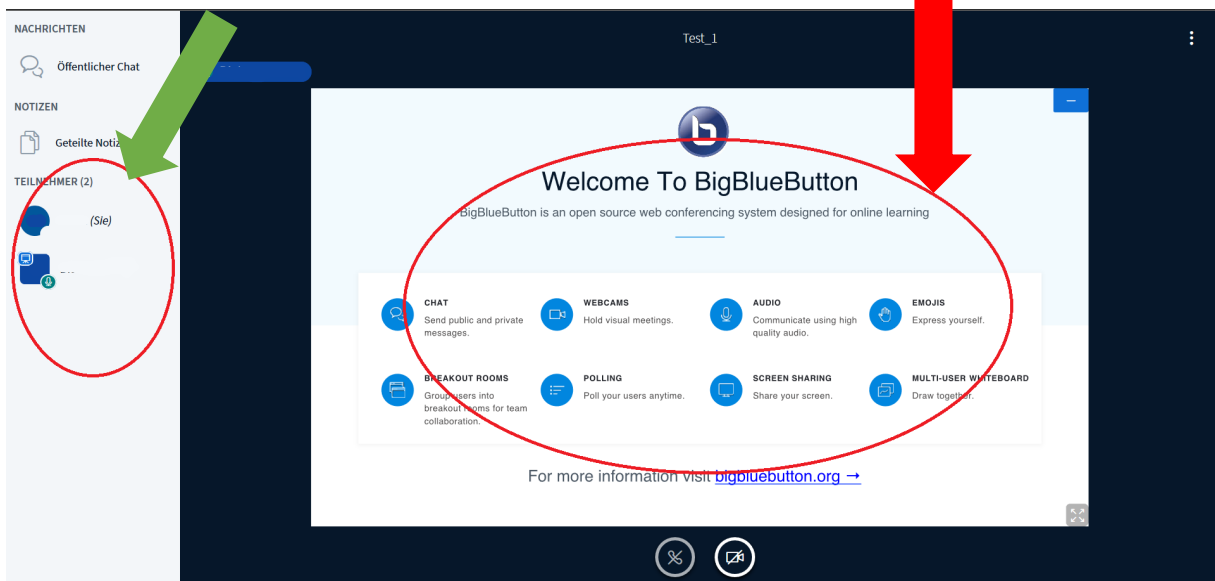 NACHRICHTEN
Öffentlicher Chat
NOTIZEN
Geteilte
TEILNEHMER (2)
(Sie)
Test_1
Welcome To BigBlueButton
BigBlueButton is an open source web conferencing system designed for online learning
CHAT
Send public and private
messages.
WEBCAMS
Hold visual meetings.
AUDIO
Communicate using high
quality audio.
EMOJIS
Express yourself.
BREAKOUT ROOMS
Group users into
breakout rooms for team
collaboration.
POLLING
Poll your users anytime.
SCREEN SHARING
Share your screen.
MULTI-USER WHITEBOARD
Draw together.
For more information visit bigbluebutton.org →